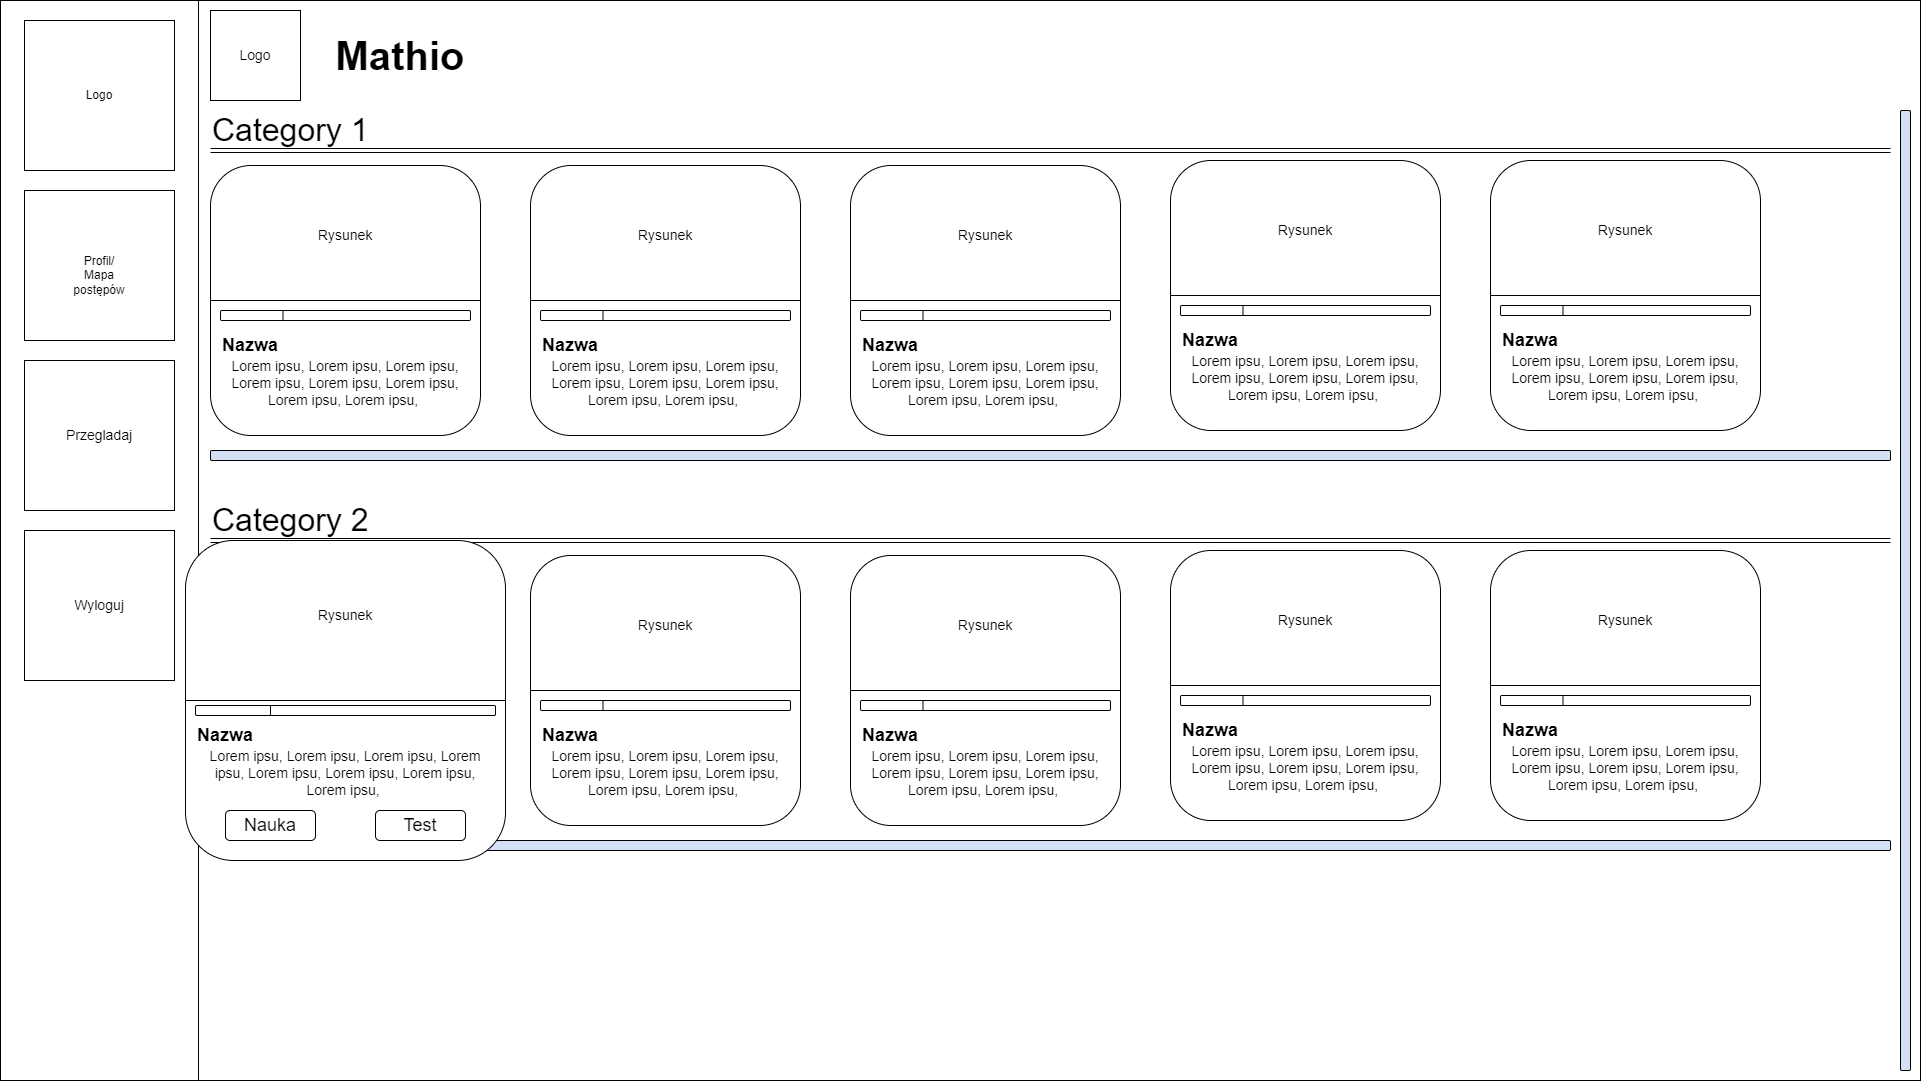 Logo
Profil/
Mapa
postępów
Przegladaj
Wyloguj
Logo
Mathio
Category 1
Rysunek
Nazwa
Lorem ipsu, Lorem ipsu, Lorem ipsu,
Lorem ipsu, Lorem ipsu, Lorem ipsu,
Lorem ipsu, Lorem ipsu,
Rysunek
Nazwa
Lorem ipsu, Lorem ipsu, Lorem ipsu,
Lorem ipsu, Lorem ipsu, Lorem ipsu,
Lorem ipsu, Lorem ipsu,
Rysunek
Nazwa
Lorem ipsu, Lorem ipsu, Lorem ipsu,
Lorem ipsu, Lorem ipsu, Lorem ipsu,
Lorem ipsu, Lorem ipsu,
Rysunek
Nazwa
Lorem ipsu, Lorem ipsu, Lorem ipsu,
Lorem ipsu, Lorem ipsu, Lorem ipsu,
Lorem ipsu, Lorem ipsu,
Rysunek
Nazwa
Lorem ipsu, Lorem ipsu, Lorem ipsu,
Lorem ipsu, Lorem ipsu, Lorem ipsu,
Lorem ipsu, Lorem ipsu,
Category 2
Rysunek
Nazwa
Lorem ipsu, Lorem ipsu, Lorem ipsu, Lorem
ipsu, Lorem ipsu, Lorem ipsu, Lorem ipsu,
Lorem ipsu,
Nauka
Test
Rysunek
Nazwa
Lorem ipsu, Lorem ipsu, Lorem ipsu,
Lorem ipsu, Lorem ipsu, Lorem ipsu,
Lorem ipsu, Lorem ipsu,
Rysunek
Nazwa
Lorem ipsu, Lorem ipsu, Lorem ipsu,
Lorem ipsu, Lorem ipsu, Lorem ipsu,
Lorem ipsu, Lorem ipsu,
Rysunek
Nazwa
Lorem ipsu, Lorem ipsu, Lorem ipsu,
Lorem ipsu, Lorem ipsu, Lorem ipsu,
Lorem ipsu, Lorem ipsu,
Rysunek
Nazwa
Lorem ipsu, Lorem ipsu, Lorem ipsu,
Lorem ipsu, Lorem ipsu, Lorem ipsu,
Lorem ipsu, Lorem ipsu,